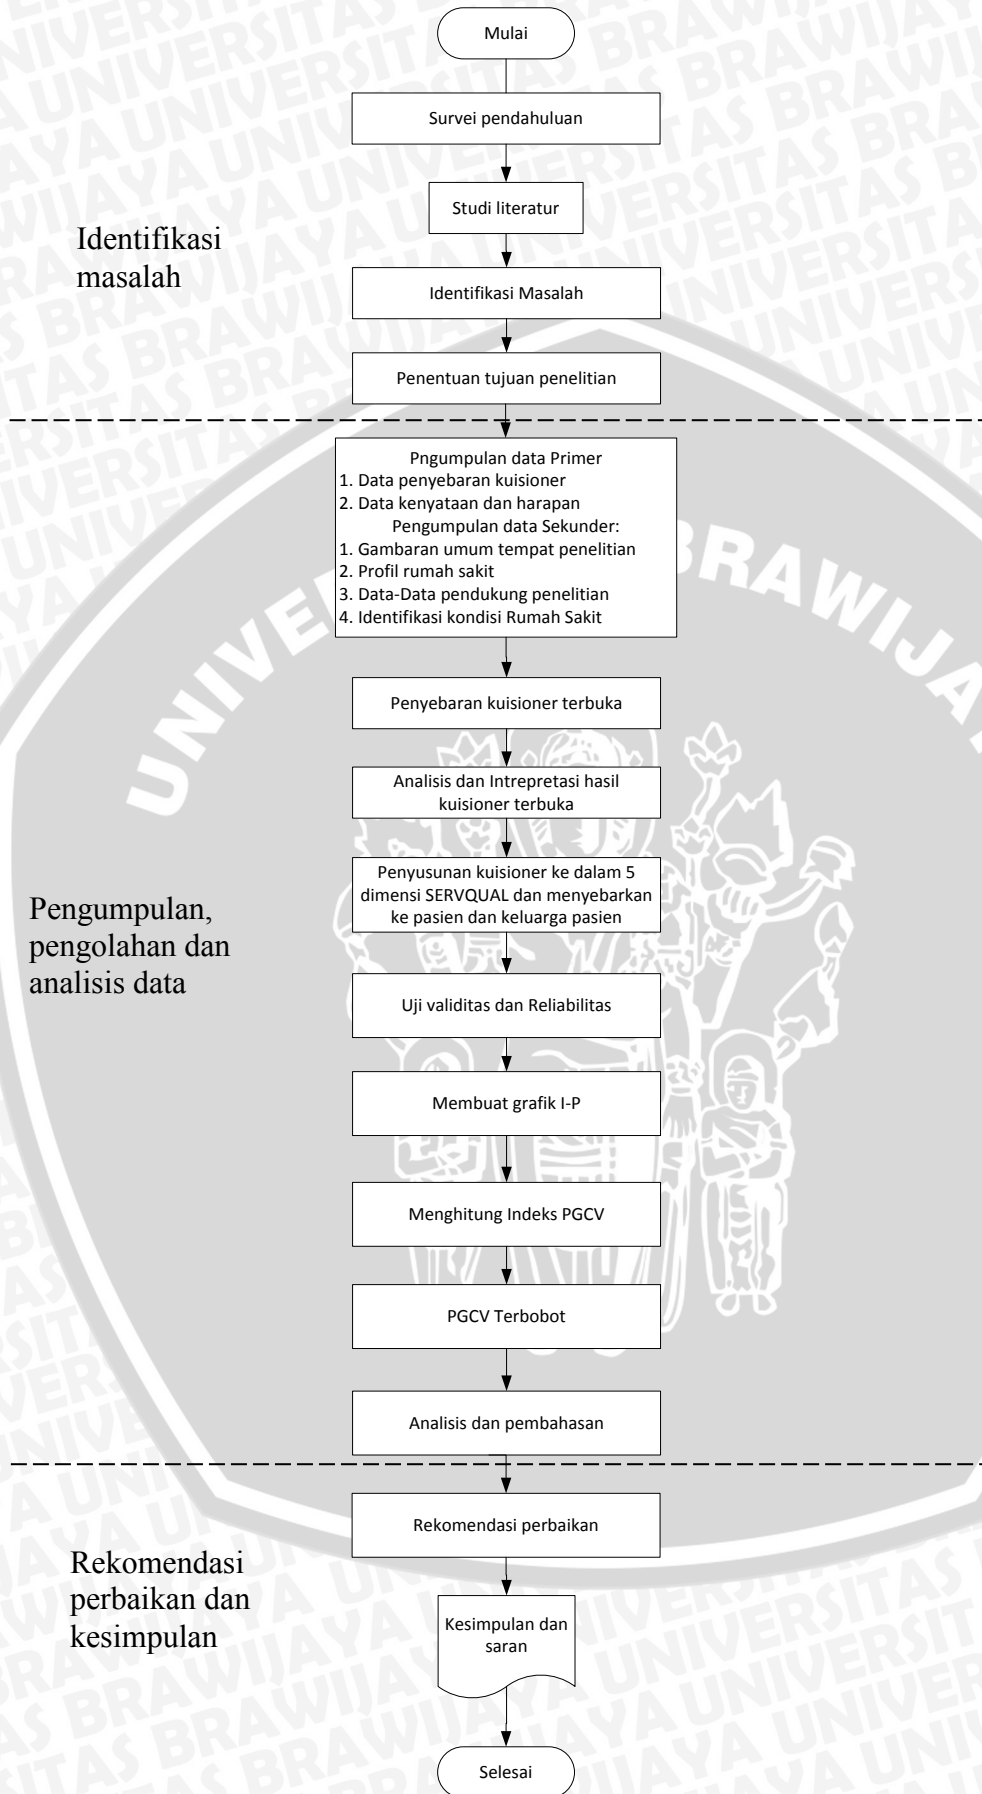 Mulai
Survei pendahuluan
Studi literatur
Identifikasi
masalah
Identifikasi Masalah
Penentuan tujuan penelitian
Pngumpulan data Primer
1. Data penyebaran kuisioner
2. Data kenyataan dan harapan
Pengumpulan data Sekunder:
1. Gambaran umum tempat penelitian
2. Profil rumah sakit
3. Data-Data pendukung penelitian
4. Identifikasi kondisi Rumah Sakit
Penyebaran kuisioner terbuka
Analisis dan Intrepretasi hasil
kuisioner terbuka
Penyusunan kuisioner ke dalam 5
dimensi SERVQUAL dan menyebarkan
ke pasien dan keluarga pasien
Pengumpulan,
pengolahan dan
analisis data
Uji validitas dan Reliabilitas
Membuat grafik I-P
Menghitung Indeks PGCV
PGCV Terbobot
Analisis dan pembahasan
Rekomendasi perbaikan
Rekomendasi
perbaikan dan
kesimpulan
Kesimpulan dan
saran
Selesai